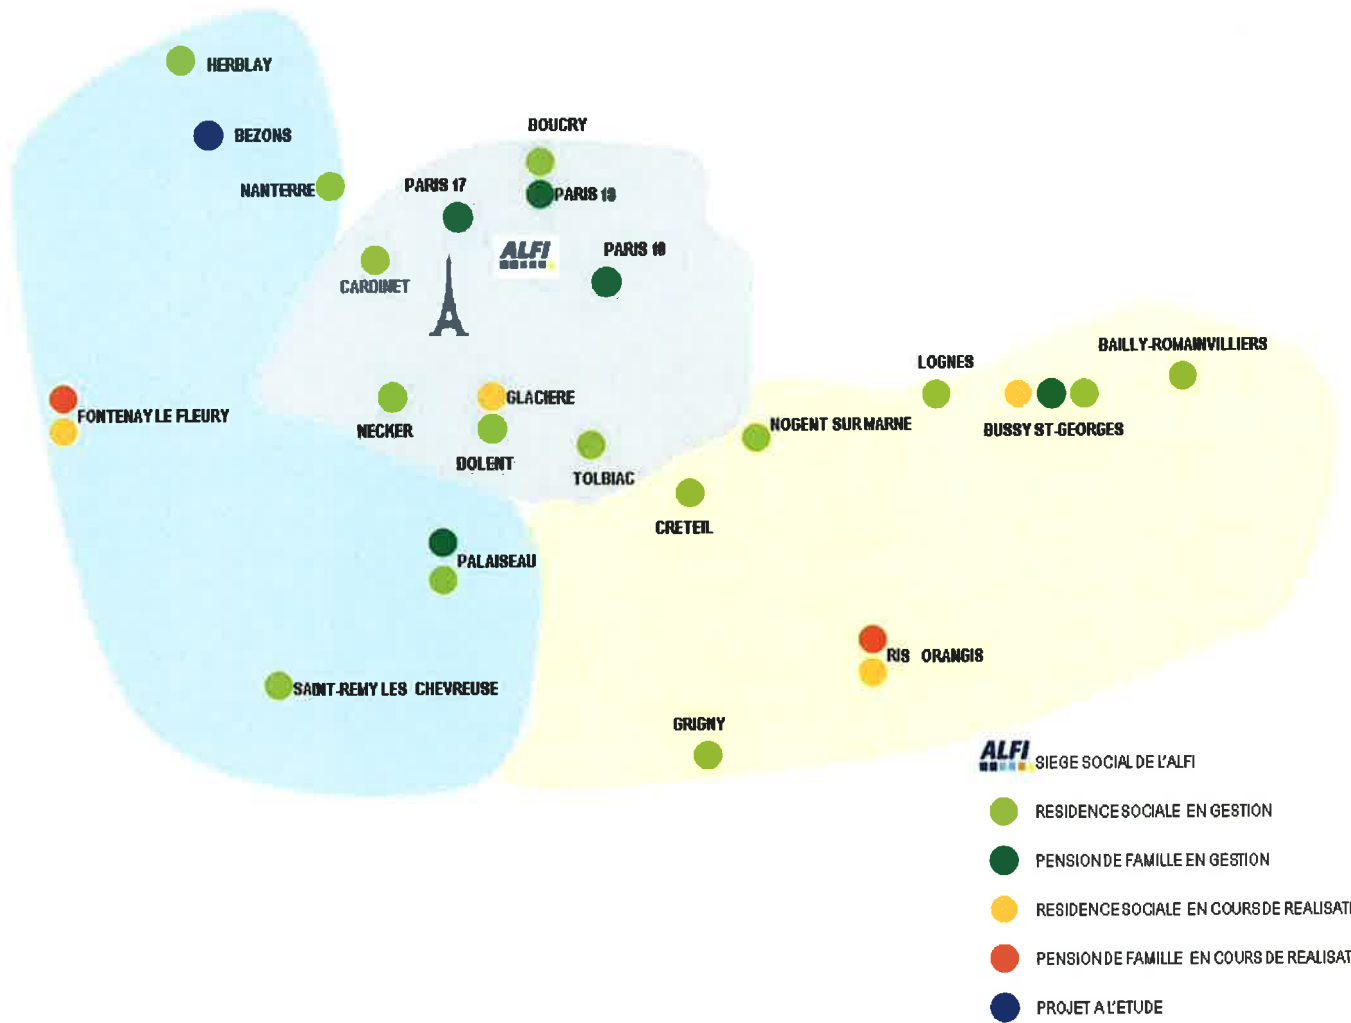 HERBLAY
BEZONS
BOUCRY
NANTERRE
PARIS 17
PARIS
ALFI
PARIS
CARDINET
LOGNES
BAILLY-ROMAINVILLIERS
FONTENAY LE FLEURY
GLACIERE
NECKER
NOGENT SUR MARNE
BUSSY ST-GEORGES
DOLENT
TOLBIAC
CRETEIL
PALAISEAU
RIS ORANGIS
SAINT-REMY LES CHEVREUSE
GRIGNY
ALFI SIEGE SOCIAL DE L'ALFI
RESIDENCE SOCIALE EN GESTION
PENSION DE FAMILLE EN GESTION
RESIDENCE SOCIALE EN COURS DE REALISATI
PENSION DE FAMILLE EN COURS DE REALISAT
PROJET A L'ETUDE